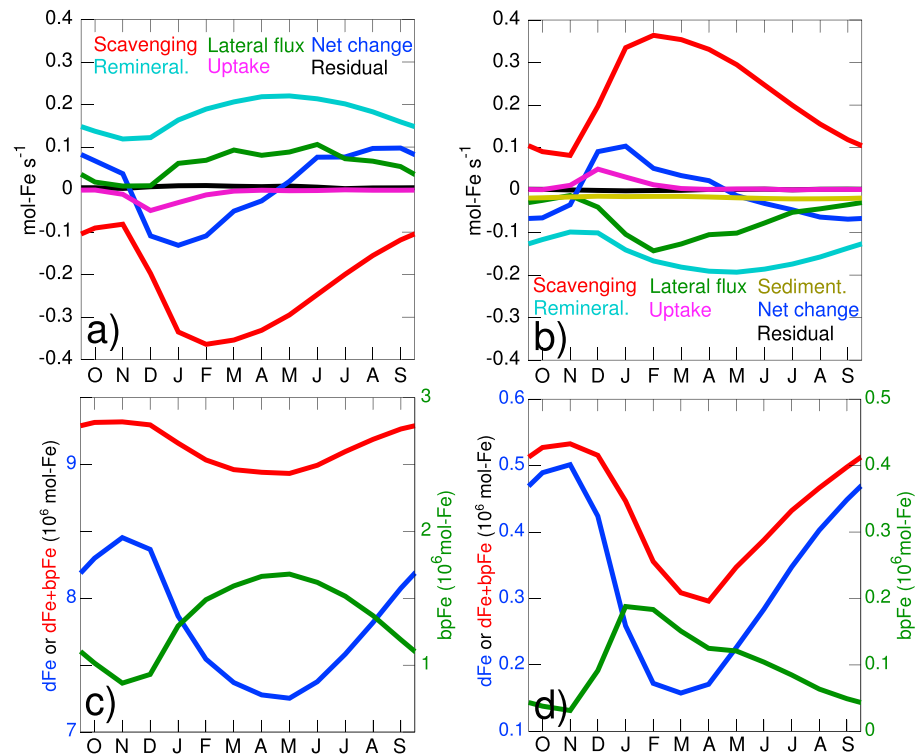 a)
Scavenging Lateral flux Net change
Remineral. Uptake Residual
mol-Fe s-1
0.4
0.3
0.2
0.1
0
-0.1
-0.2
-0.3
-0.4
O N D J F M A M J J A S
b)
Scavenging Lateral flux Sediment.
Remineral. Uptake Net change
Residual
mol-Fe s-1
0.4
0.3
0.2
0.1
0
-0.1
-0.2
-0.3
-0.4
O N D J F M A M J J A S
c)
dFe or dFe+bpFe (10^6 mol-Fe)
9
8
7
bpFe (10^6mol-Fe)
3
2
1
O N D J F M A M J J A S
d)
dFe or dFe+bpFe (10^6 mol-Fe)
0.6
0.5
0.4
0.3
0.2
0.1
bpFe (10^6mol-Fe)
0.5
0.4
0.3
0.2
0.1
0
O N D J F M A M J J A S